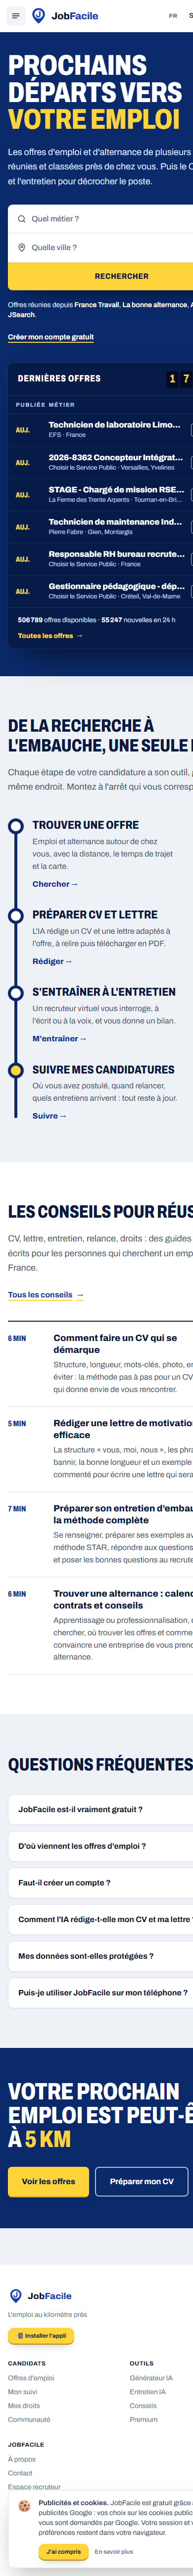 JobFacile
FR
PROCHAINS
DÉPARTS VERS
VOTRE EMPLOI
Les offres d'emploi et d'alternance de plusieurs
réunies et classées près de chez vous. Puis le C
et l'entretien pour décrocher le poste.
Quel métier ?
Quelle ville ?
RECHERCHER
Offres réunies depuis France Travail, La bonne alternance, A
JSearch.
Créer mon compte gratuit
DERNIÈRES OFFRES
1 7
PUBLIÉE MÉTIER
AUJ. Technicien de laboratoire Limo...
EFS · France
AUJ. 2026-8362 Concepteur Intégrat...
Choisir le Service Public · Versailles, Yvelines
AUJ. STAGE - Chargé de mission RSE...
La Ferme des Trente Arpents · Tournan-en-Bri...
AUJ. Technicien de maintenance Ind...
Pierre Fabre · Gien, Montargis
AUJ. Responsable RH bureau recrute...
Choisir le Service Public · France
AUJ. Gestionnaire pédagogique - dép...
Choisir le Service Public · Créteil, Val-de-Marne
506 789 offres disponibles · 55 247 nouvelles en 24 h
Toutes les offres →
DE LA RECHERCHE À
L'EMBAUCHE, UNE SEULE
Chaque étape de votre candidature a son outil,
même endroit. Montez à l'arrêt qui vous corresp
TROUVER UNE OFFRE
Emploi et alternance autour de chez
vous, avec la distance, le temps de trajet
et la carte.
Chercher →
PRÉPARER CV ET LETTRE
L'IA rédige un CV et une lettre adaptés à
l'offre, à relire puis télécharger en PDF.
Rédiger →
S'ENTRAÎNER À L'ENTRETIEN
Un recruteur virtuel vous interroge, à
l'écrit ou à la voix, et vous donne un bilan.
M'entraîner →
SUIVRE MES CANDIDATURES
Où vous avez postulé, quand relancer,
quels entretiens arrivent : tout reste à jour.
Suivre →
LES CONSEILS POUR RÉUS
CV, lettre, entretien, relance, droits : des guides
écrits pour les personnes qui cherchent un emp
France.
Tous les conseils →
6 MIN Comment faire un CV qui se
démarque
Structure, longueur, mots-clés, photo, er
éviter : la méthode pas à pas pour un CV
qui donne envie de vous rencontrer.
5 MIN Rédiger une lettre de motivation
efficace
La structure « vous, moi, nous », les phra
bannir, la bonne longueur et un exemple
commenté pour écrire une lettre qui sera
7 MIN Préparer son entretien d'embau
la méthode complète
Se renseigner, préparer ses exemples av
méthode STAR, répondre aux questions
et poser les bonnes questions au recrute
6 MIN Trouver une alternance : calend
contrats et conseils
Apprentissage ou professionnalisation, o
chercher, où trouver les offres et comme
convaincre une entreprise de vous prend
alternance.
QUESTIONS FRÉQUENTES
JobFacile est-il vraiment gratuit ?
D'où viennent les offres d'emploi ?
Faut-il créer un compte ?
Comment l'IA rédige-t-elle mon CV et ma lettre ?
Mes données sont-elles protégées ?
Puis-je utiliser JobFacile sur mon téléphone ?
VOTRE PROCHAIN
EMPLOI EST PEUT-Ê
À 5 KM
Voir les offres
Préparer mon CV
JobFacile
L'emploi au kilomètre près
Installer l'appli
CANDIDATS
Offres d'emploi
Mon suivi
Mes droits
Communauté
OUTILS
Générateur IA
Entretien IA
Conseils
Premium
JOBFACILE
À propos
Contact
Espace recruteur
Publicités et cookies. JobFacile est gratuit grâce
publicités Google : vos choix sur les cookies public
vous sont demandés par Google. Votre session et v
préférences restent dans votre navigateur.
J'ai compris
En savoir plus